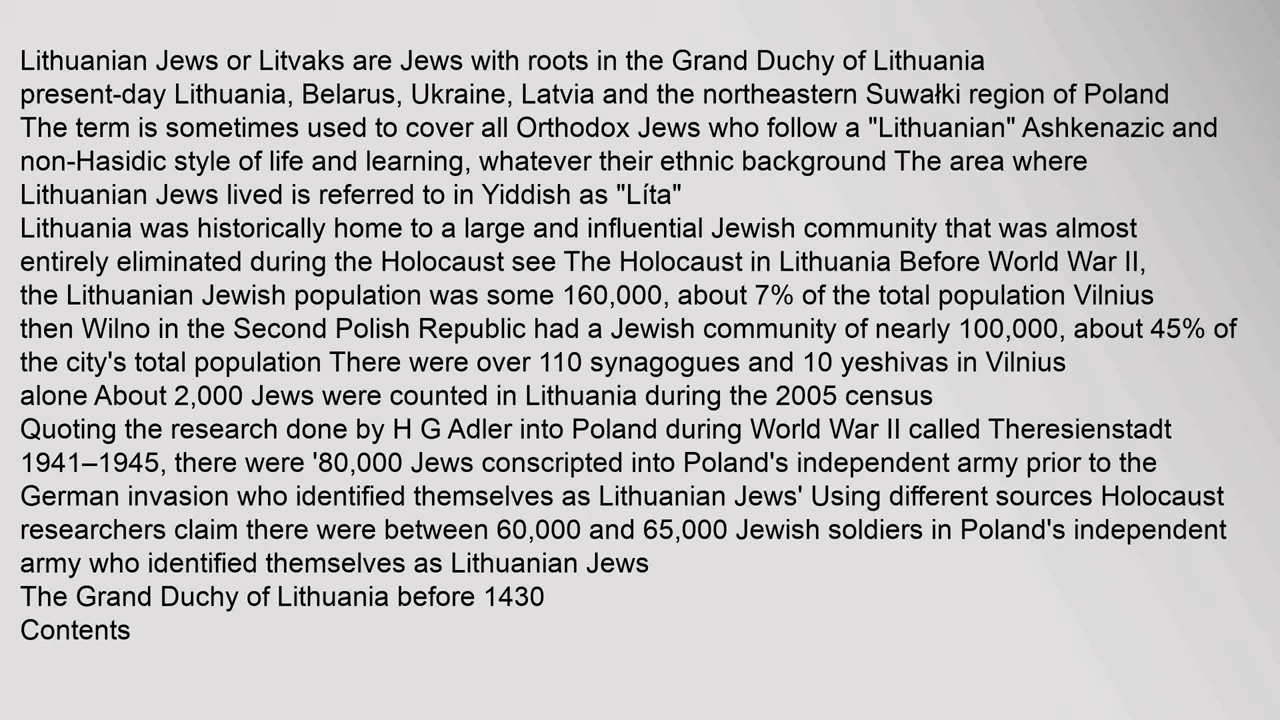 Lithuanian Jews or Litvaks are Jews with roots in the Grand Duchy of Lithuania
present-day Lithuania, Belarus, Ukraine, Latvia and the northeastern Suwałki region of Poland
The term is sometimes used to cover all Orthodox Jews who follow a "Lithuanian" Ashkenazic and
non-Hasidic style of life and learning, whatever their ethnic background The area where
Lithuanian Jews lived is referred to in Yiddish as "Líta"
Lithuania was historically home to a large and influential Jewish community that was almost
entirely eliminated during the Holocaust see The Holocaust in Lithuania Before World War II,
the Lithuanian Jewish population was some 160,000, about 7% of the total population Vilnius
then Wilno in the Second Polish Republic had a Jewish community of nearly 100,000, about 45% of
the city's total population There were over 110 synagogues and 10 yeshivas in Vilnius
alone About 2,000 Jews were counted in Lithuania during the 2005 census
Quoting the research done by H G Adler into Poland during World War II called Theresienstadt
1941–1945, there were '80,000 Jews conscripted into Poland's independent army prior to the
German invasion who identified themselves as Lithuanian Jews' Using different sources Holocaust
researchers claim there were between 60,000 and 65,000 Jewish soldiers in Poland's independent
army who identified themselves as Lithuanian Jews
The Grand Duchy of Lithuania before 1430
Contents